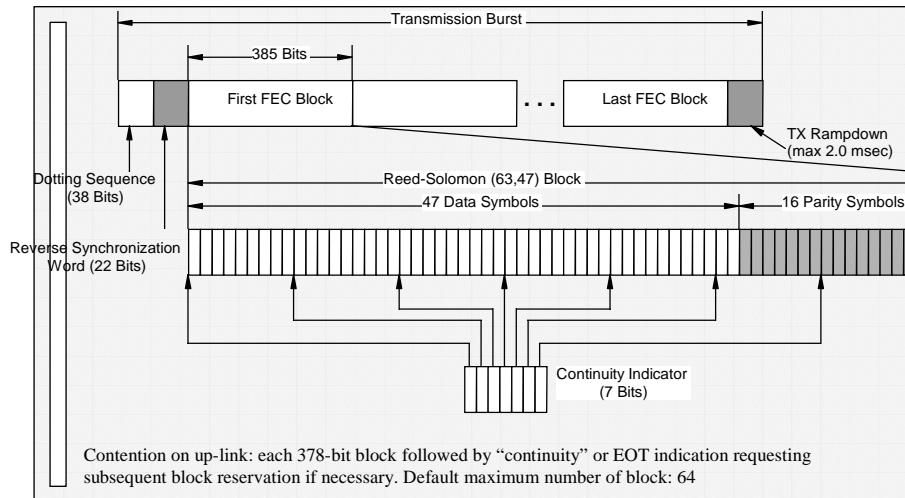 Transmission Burst
385 Bits
First FEC Block
. . .
Last FEC Block
TX Rampdown
(max 2.0 msec)
Dotting Sequence
(38 Bits)
Reed-Solomon (63,47) Block
47 Data Symbols
16 Parity Symbols
Reverse Synchronization
Word (22 Bits)
Continuity Indicator
(7 Bits)
Contention on up-link: each 378-bit block followed by “continuity” or EOT indication requesting
subsequent block reservation if necessary. Default maximum number of block: 64